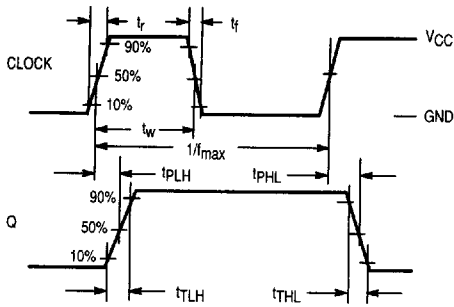 tr tf
90% VCC
CLOCK 50%
10% GND
tw
1/fmax
tPLH tPHL
90%
Q 50%
10%
tTLH tTHL